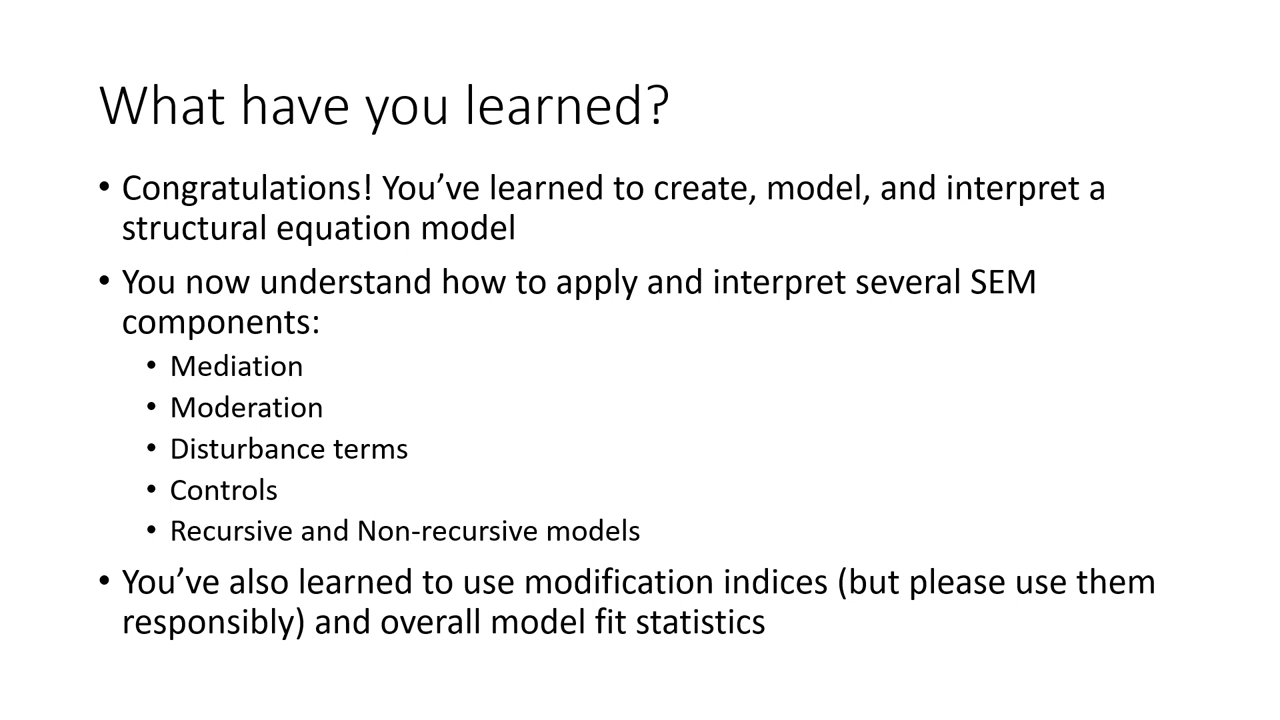 What have you learned?
• Congratulations! You’ve learned to create, model, and interpret a
structural equation model
• You now understand how to apply and interpret several SEM
components:
• Mediation
• Moderation
• Disturbance terms
• Controls
• Recursive and Non-recursive models
• You’ve also learned to use modification indices (but please use them
responsibly) and overall model fit statistics